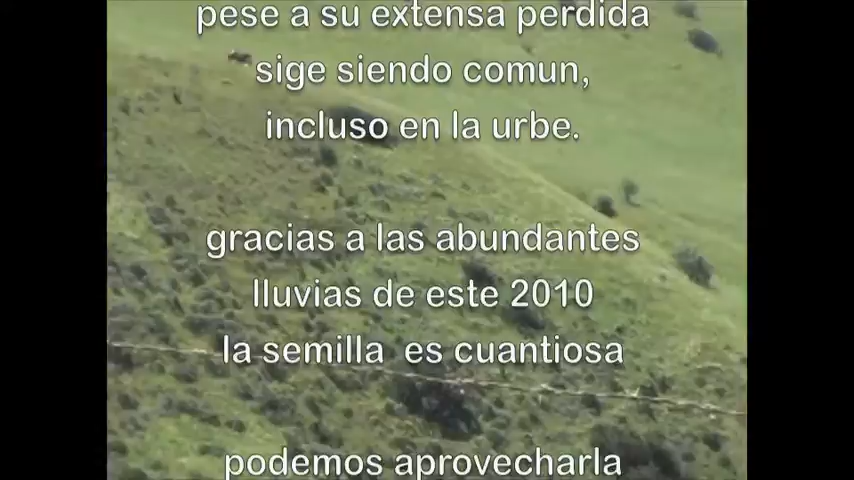 pese a su extensa perdida
sige siendo comun,
incluso en la urbe.
gracias a las abundantes
lluvias de este 2010
la semilla  es cuantiosa
podemos aprovecharla